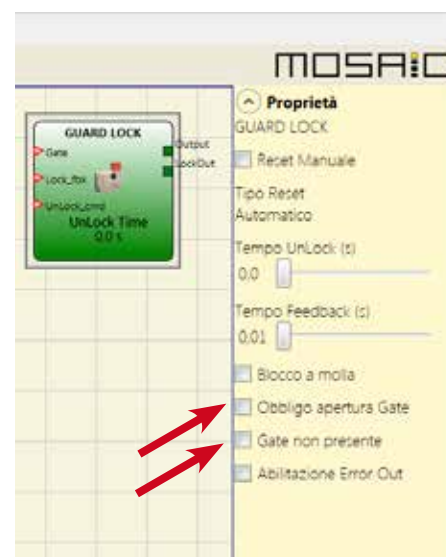 MOSAIC
GUARD LOCK
Gate
Lock_fbk
UnLock_cmd
Output
LockOut
UnLock Time
0.0 s
Proprietà
GUARD LOCK
Reset Manuale
Tipo Reset
Automatico
Tempo UnLock (s)
0,0
Tempo Feedback (s)
0,01
Blocco a molla
Obbligo apertura Gate
Gate non presente
Abilitazione Error Out